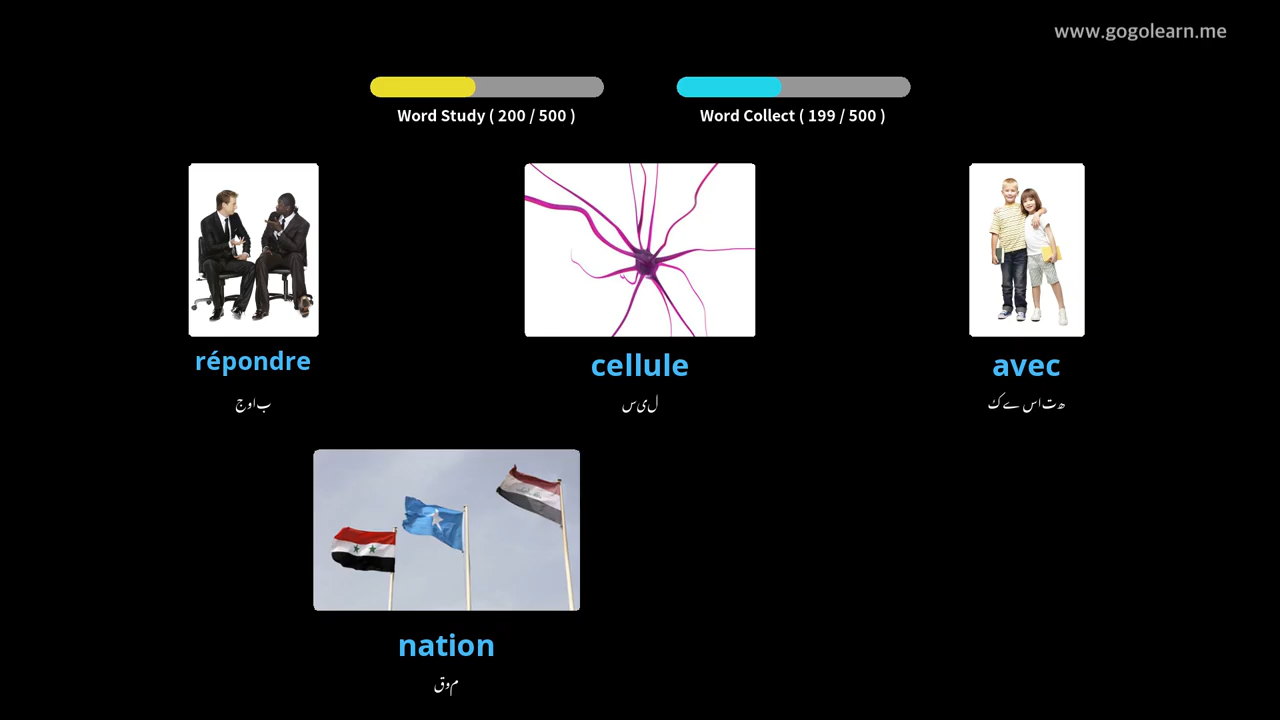 www.gogolearn.me
Word Study ( 200 / 500 )
Word Collect ( 199 / 500 )
répondre
باوج
cellule
لیس
avec
ھتاس ےک
nation
موق